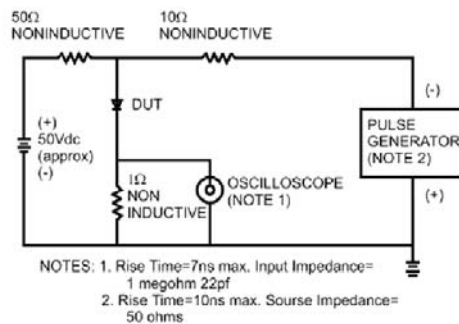 50Ω
NONINDUCTIVE
10Ω
NONINDUCTIVE
(+)
50Vdc
(approx)
(-)
DUT
1Ω
NON
INDUCTIVE
OSCILLOSCOPE
(NOTE 1)
(-)
PULSE
GENERATOR
(NOTE 2)
(+)
NOTES: 1. Rise Time=7ns max. Input Impedance=
1 megohm 22pf
2. Rise Time=10ns max. Sourse Impedance=
50 ohms